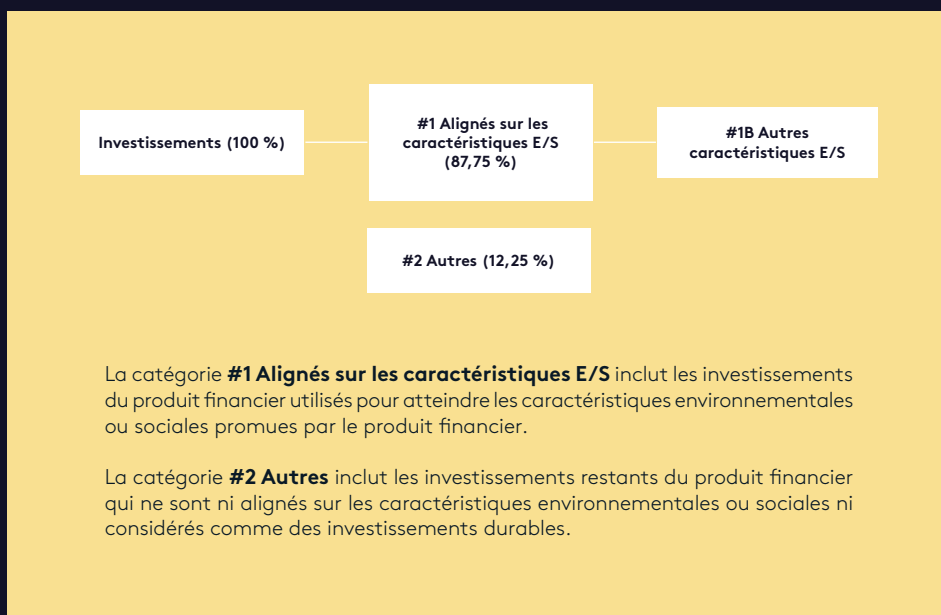 Investissements (100 %)
#1 Alignés sur les
caractéristiques E/S
(87,75 %)
#1B Autres
caractéristiques E/S
#2 Autres (12,25 %)
La catégorie #1 Alignés sur les caractéristiques E/S inclut les investissements
du produit financier utilisés pour atteindre les caractéristiques environnementales
ou sociales promues par le produit financier.
La catégorie #2 Autres inclut les investissements restants du produit financier
qui ne sont ni alignés sur les caractéristiques environnementales ou sociales ni
considérés comme des investissements durables.